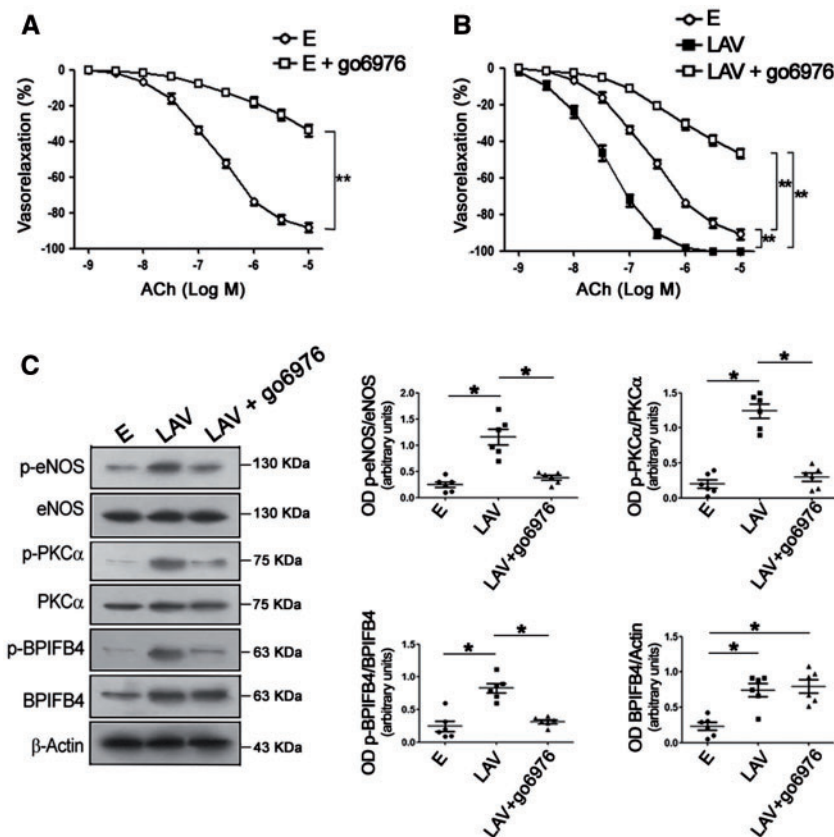 A
E
E + go6976
Vasorelaxation (%)
0
-20
-40
-60
-80
-100
**
-9 -8 -7 -6 -5
ACh (Log M)
B
E
LAV
LAV + go6976
Vasorelaxation (%)
0
-20
-40
-60
-80
-100
**
**
**
-9 -8 -7 -6 -5
ACh (Log M)
C
E LAV LAV + go6976
p-eNOS 130 KDa
eNOS 130 KDa
p-PKCα 75 KDa
PKCα 75 KDa
p-BPIFB4 63 KDa
BPIFB4 63 KDa
β-Actin 43 KDa
OD p-eNOS/eNOS
(arbitrary units)
2.0
1.5
1.0
0.5
0.0
* *
E LAV LAV+go6976
OD p-PKCα/PKCα
(arbitrary units)
1.5
1.0
0.5
0.0
* *
E LAV LAV+go6976
OD p-BPIFB4/BPIFB4
(arbitrary units)
1.5
1.0
0.5
0.0
* *
E LAV LAV+go6976
OD BPIFB4/Actin
(arbitrary units)
1.5
1.0
0.5
0.0
*
*
E LAV LAV+go6976